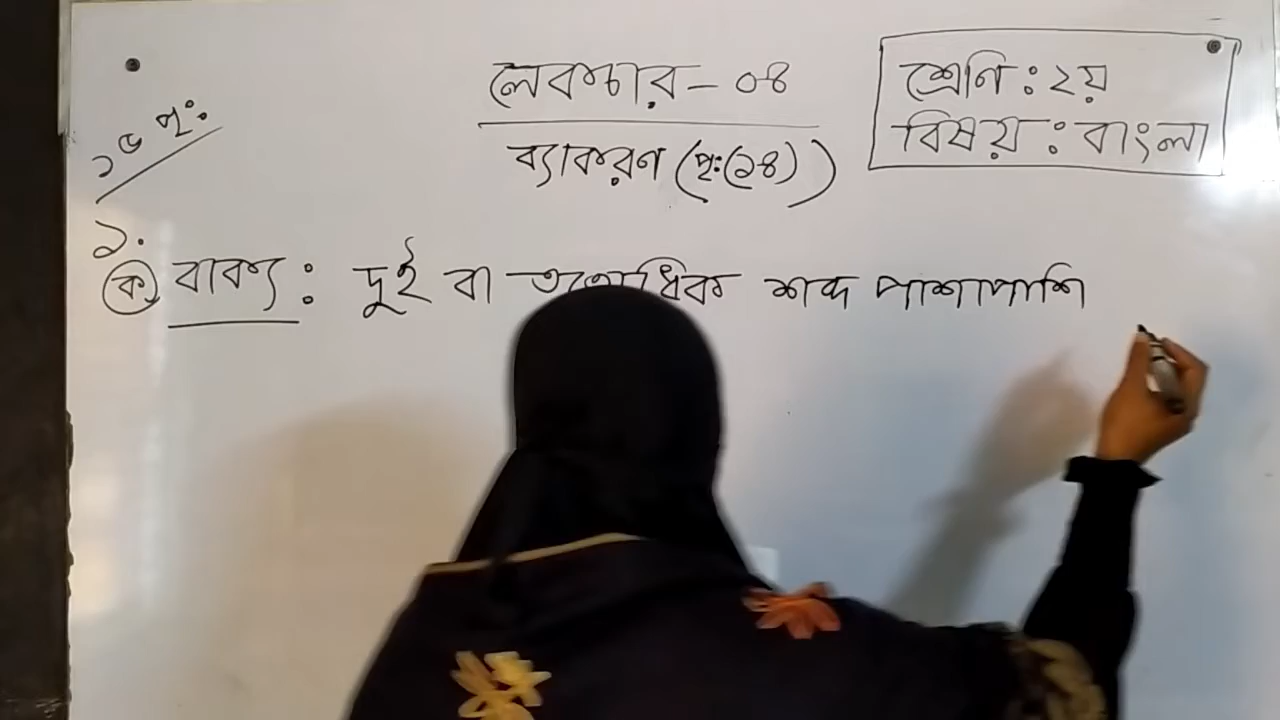 লেকচার - ০৪
ব্যাকরণ (পৃ:(১৪))
শ্রেণি : ২য়
বিষয় : বাংলা
১৬ পৃ:
১.
ক বাক্য : দুই বা ততোধিক শব্দ পাশাপাশি